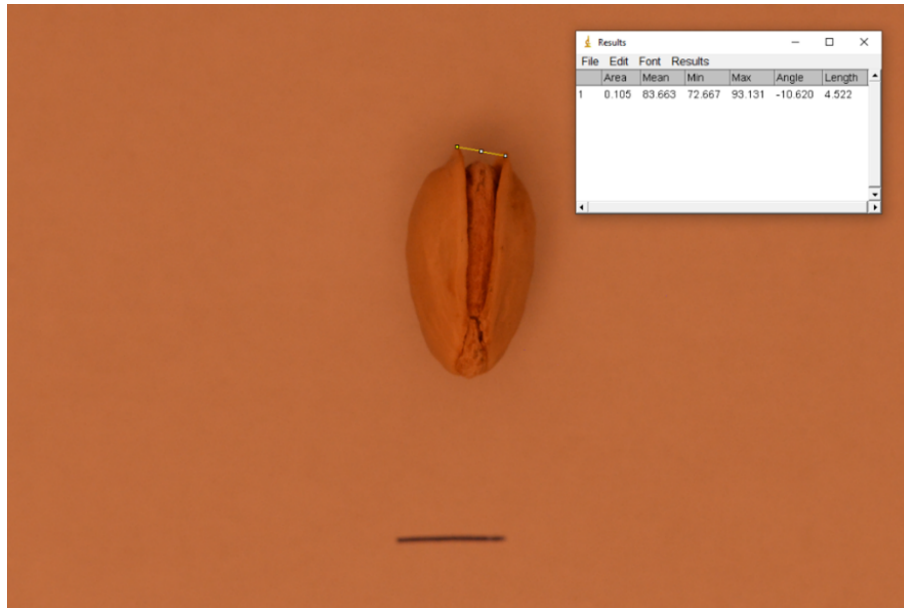 Results
File Edit Font Results
Area Mean Min Max Angle Length
1 0.105 83.663 72.667 93.131 -10.620 4.522